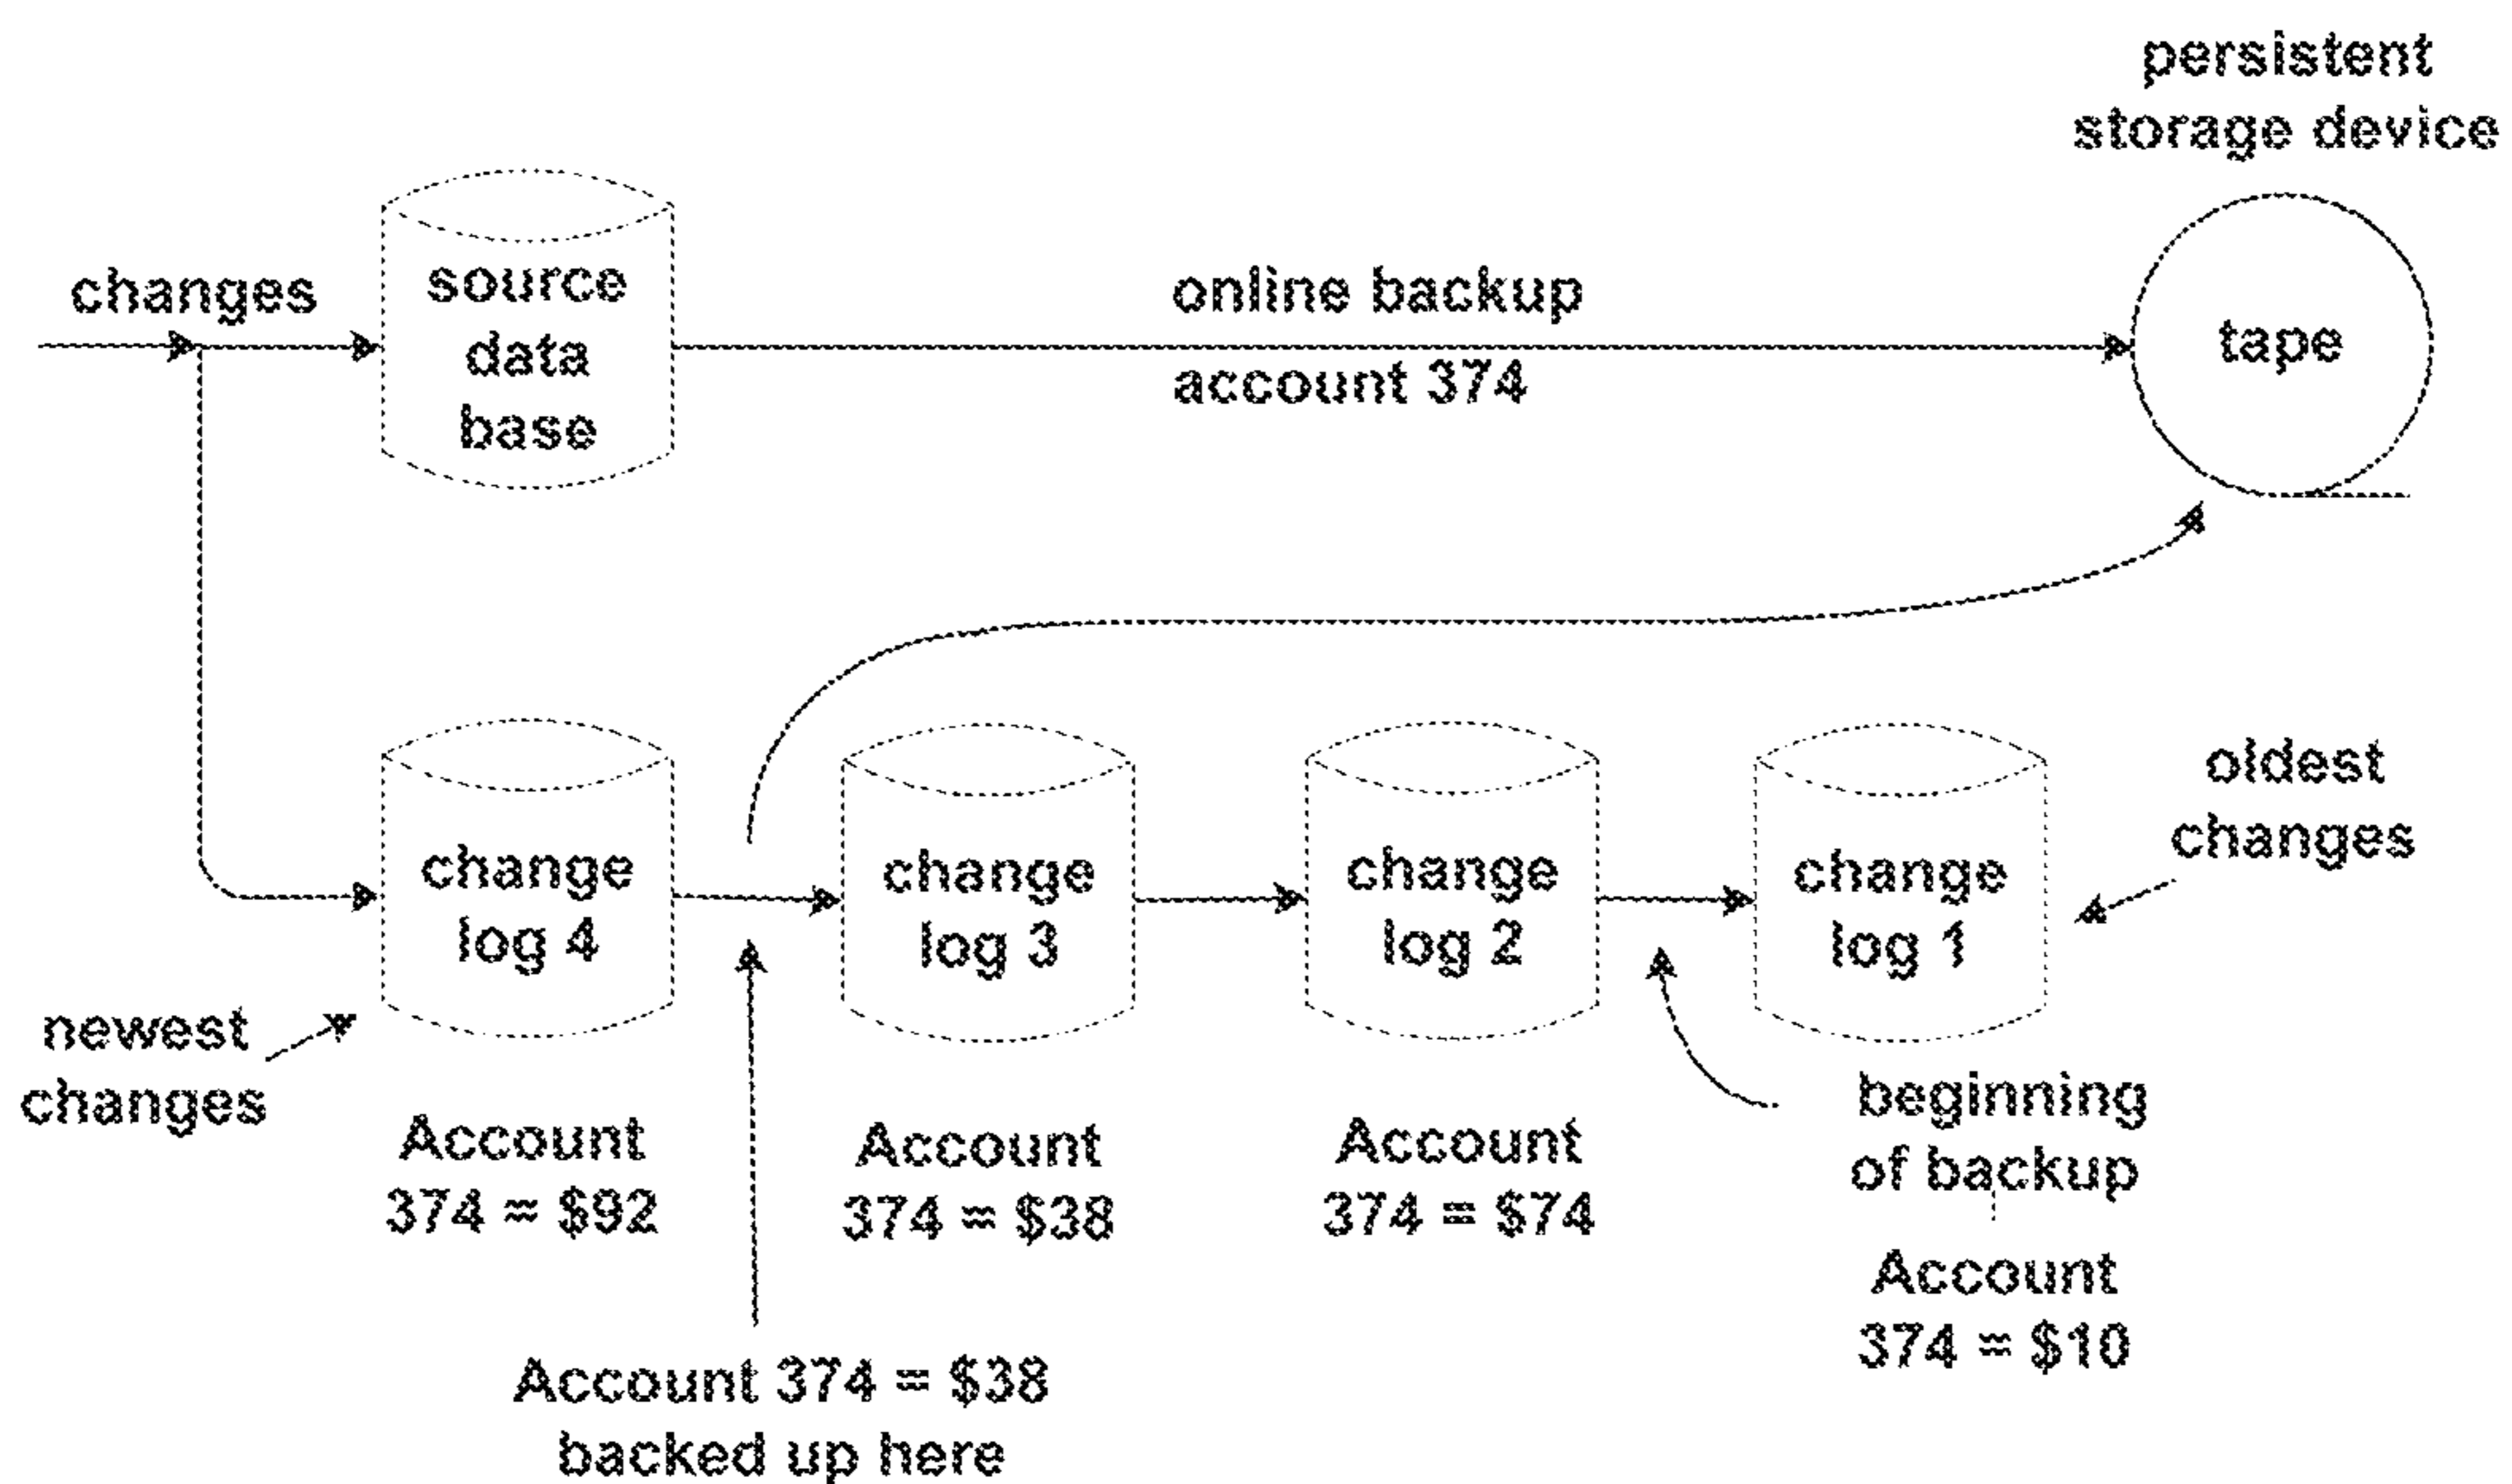 persistent
storage device
changes
source
data
base
online backup
account 374
tape
change
log 4
change
log 3
change
log 2
change
log 1
oldest
changes
newest
changes
Account
374 = $92
Account
374 = $38
Account
374 = $74
beginning
of backup
Account
374 = $10
Account 374 = $38
backed up here